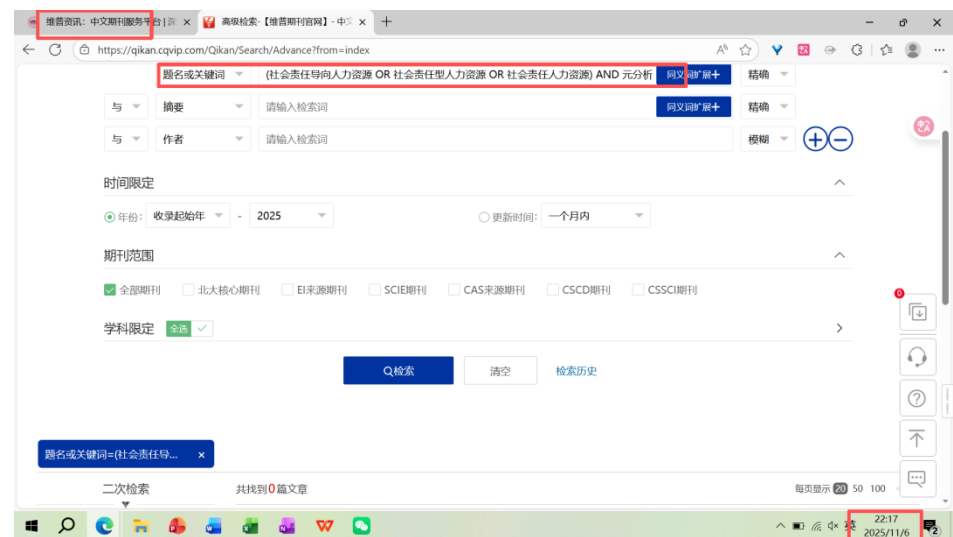 维普资讯：中文期刊服务平台 | 高级检索-【维普期刊官网】- 中
https://qikan.cqvip.com/Qikan/Search/Advance?from=index
题名或关键词 (社会责任导向人力资源 OR 社会责任型人力资源 OR 社会责任人力资源) AND 元分析 同义词扩展+ 精确
与 摘要 请输入检索词 同义词扩展+ 精确
与 作者 请输入检索词 模糊
时间限定
年份： 收录起始年 - 2025 更新时间： 一个月内
期刊范围
全部期刊 北大核心期刊 EI来源期刊 SCIE期刊 CAS来源期刊 CSCD期刊 CSSCI期刊
0
学科限定 全选
检索 清空 检索历史
题名或关键词=(社会责任导... ×
二次检索 共找到0篇文章 每页显示 20 50 100
英 22:17
2025/11/6 2